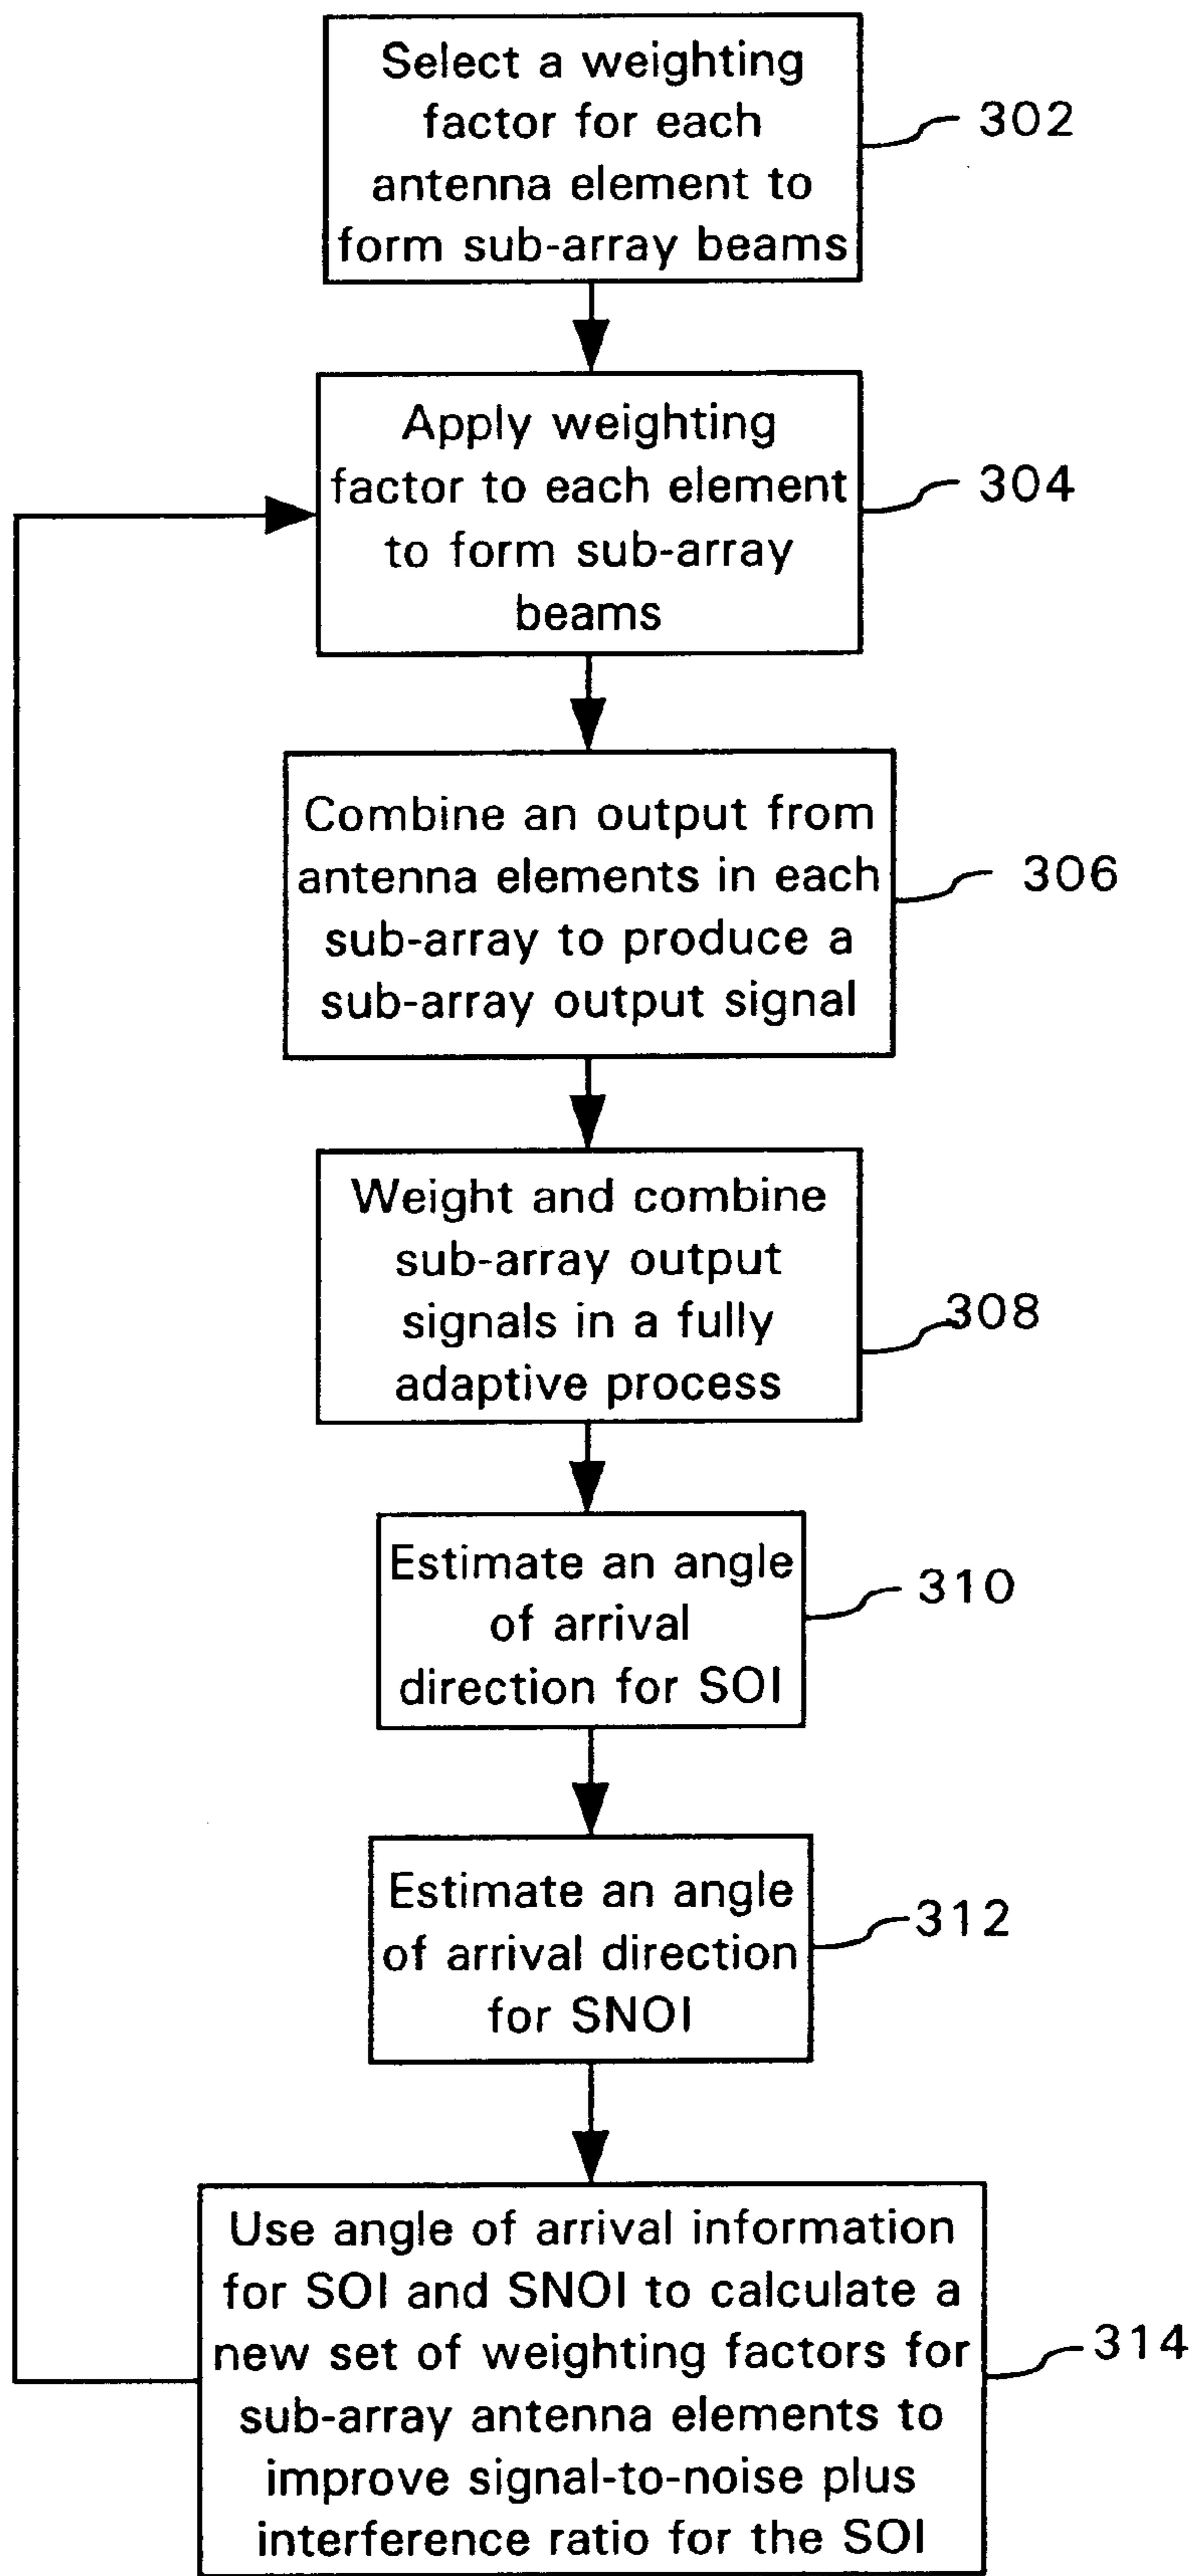 Select a weighting
factor for each
antenna element to
form sub-array beams
302
Apply weighting
factor to each element
to form sub-array
beams
304
Combine an output from
antenna elements in each
sub-array to produce a
sub-array output signal
306
Weight and combine
sub-array output
signals in a fully
adaptive process
308
Estimate an angle
of arrival
direction for SOI
310
Estimate an angle
of arrival direction
for SNOI
312
Use angle of arrival information
for SOI and SNOI to calculate a
new set of weighting factors for
sub-array antenna elements to
improve signal-to-noise plus
interference ratio for the SOI
314